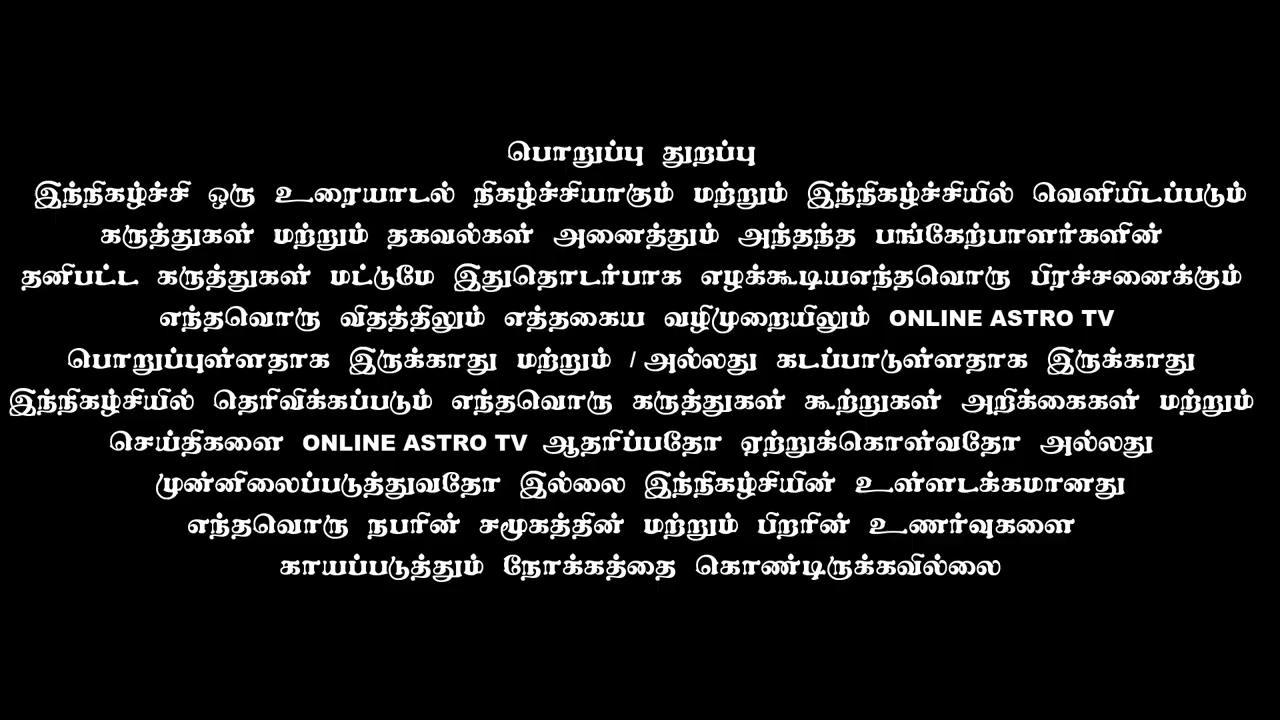 பொறுப்பு துறப்பு
இந்நிகழ்ச்சி ஒரு உரையாடல் நிகழ்ச்சியாகும் மற்றும் இந்நிகழ்ச்சியில் வெளியிடப்படும்
கருத்துகள் மற்றும் தகவல்கள் அனைத்தும் அந்தந்த பங்கேற்பாளர்களின்
தனிபட்ட கருத்துகள் மட்டுமே இதுதொடர்பாக எழக்கூடியஎந்தவொரு பிரச்சனைக்கும்
எந்தவொரு விதத்திலும் எத்தகைய வழிமுறையிலும் ONLINE ASTRO TV
பொறுப்புள்ளதாக இருக்காது மற்றும் / அல்லது கடப்பாடுள்ளதாக இருக்காது
இந்நிகழ்சியில் தெரிவிக்கப்படும் எந்தவொரு கருத்துகள் கூற்றுகள் அறிக்கைகள் மற்றும்
செய்திகளை ONLINE ASTRO TV ஆதரிப்பதோ ஏற்றுக்கொள்வதோ அல்லது
முன்னிலைப்படுத்துவதோ இல்லை இந்நிகழ்சியின் உள்ளடக்கமானது
எந்தவொரு நபரின் சமூகத்தின் மற்றும் பிறரின் உணர்வுகளை
காயப்படுத்தும் நோக்கத்தை கொண்டிருக்கவில்லை